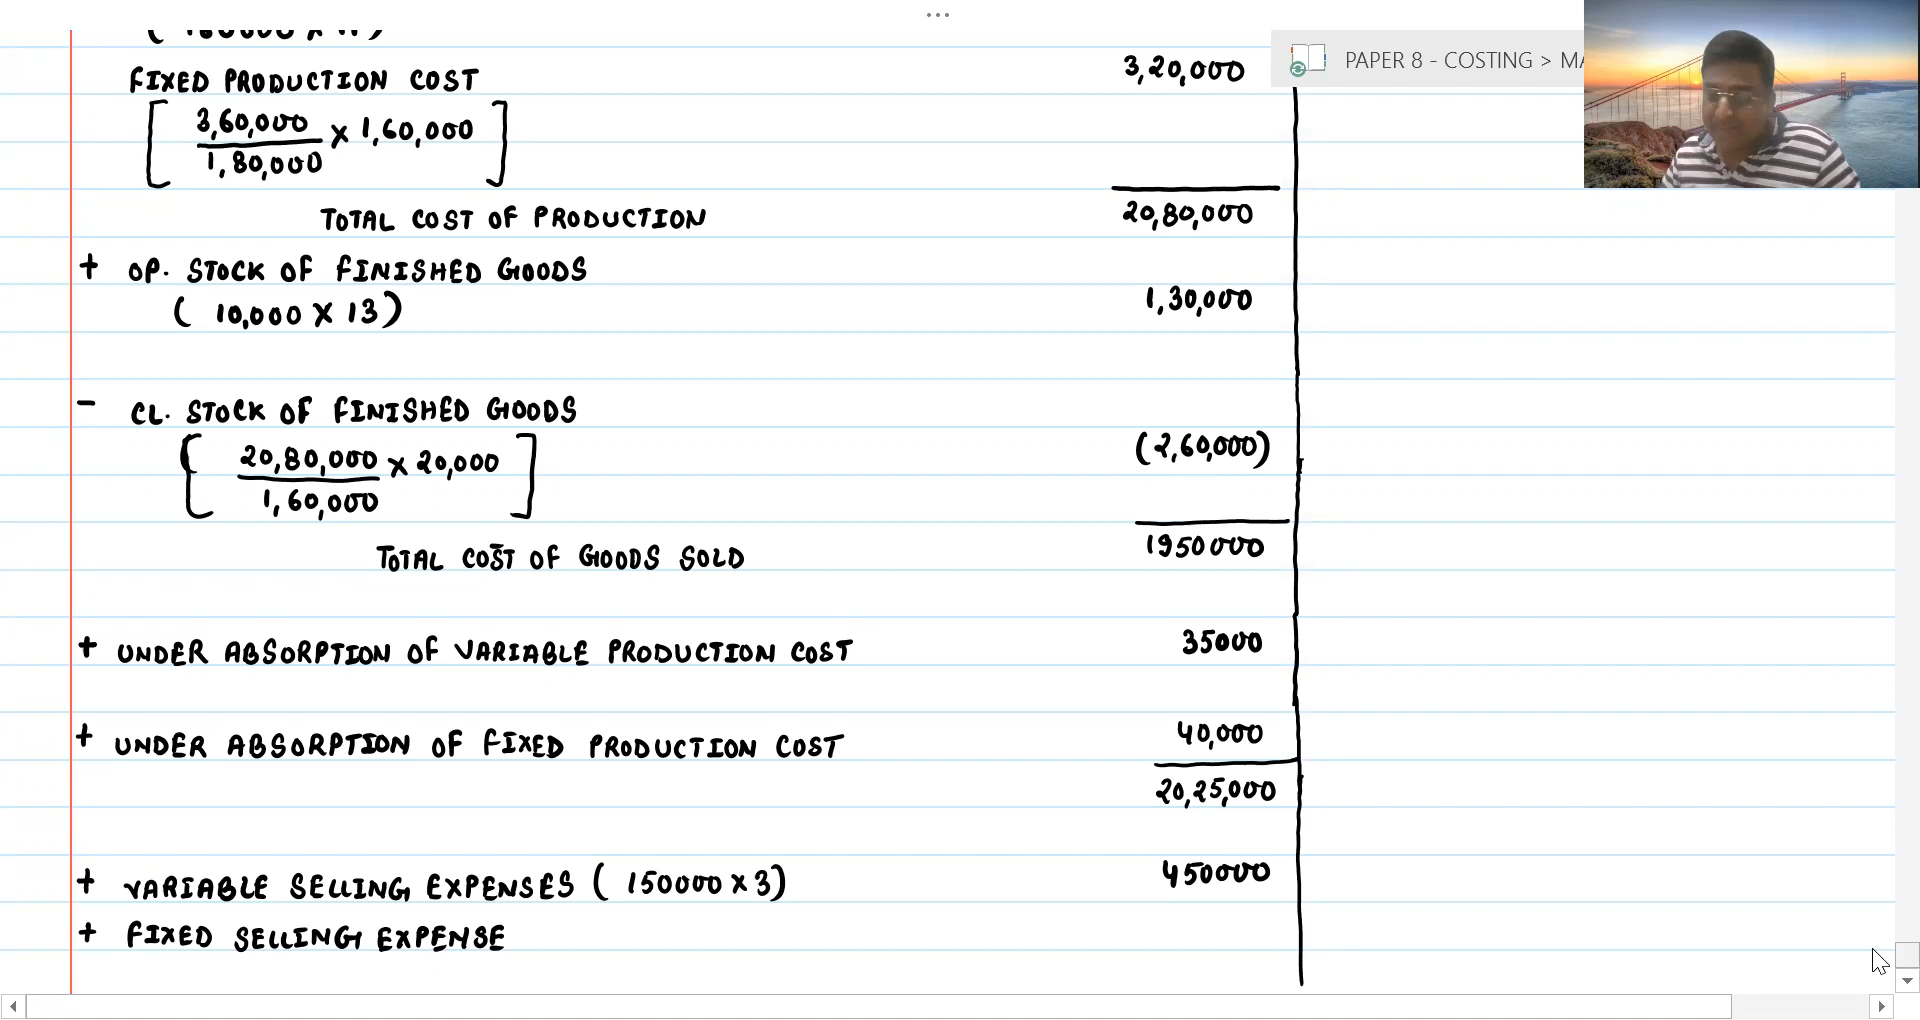 ...
(160000 X 11)
3,20,000
PAPER 8 - COSTING > MA
FIXED PRODUCTION COST
[ 3,60,000 / 1,80,000 X 1,60,000 ]
TOTAL COST OF PRODUCTION 20,80,000
+ OP. STOCK OF FINISHED GOODS
( 10,000 X 13 ) 1,30,000
- CL. STOCK OF FINISHED GOODS
[ 20,80,000 / 1,60,000 X 20,000 ] (2,60,000)
TOTAL COST OF GOODS SOLD 1950000
+ UNDER ABSORPTION OF VARIABLE PRODUCTION COST 35000
+ UNDER ABSORPTION OF FIXED PRODUCTION COST 40,000
20,25,000
+ VARIABLE SELLING EXPENSES ( 150000 X 3) 450000
+ FIXED SELLING EXPENSE